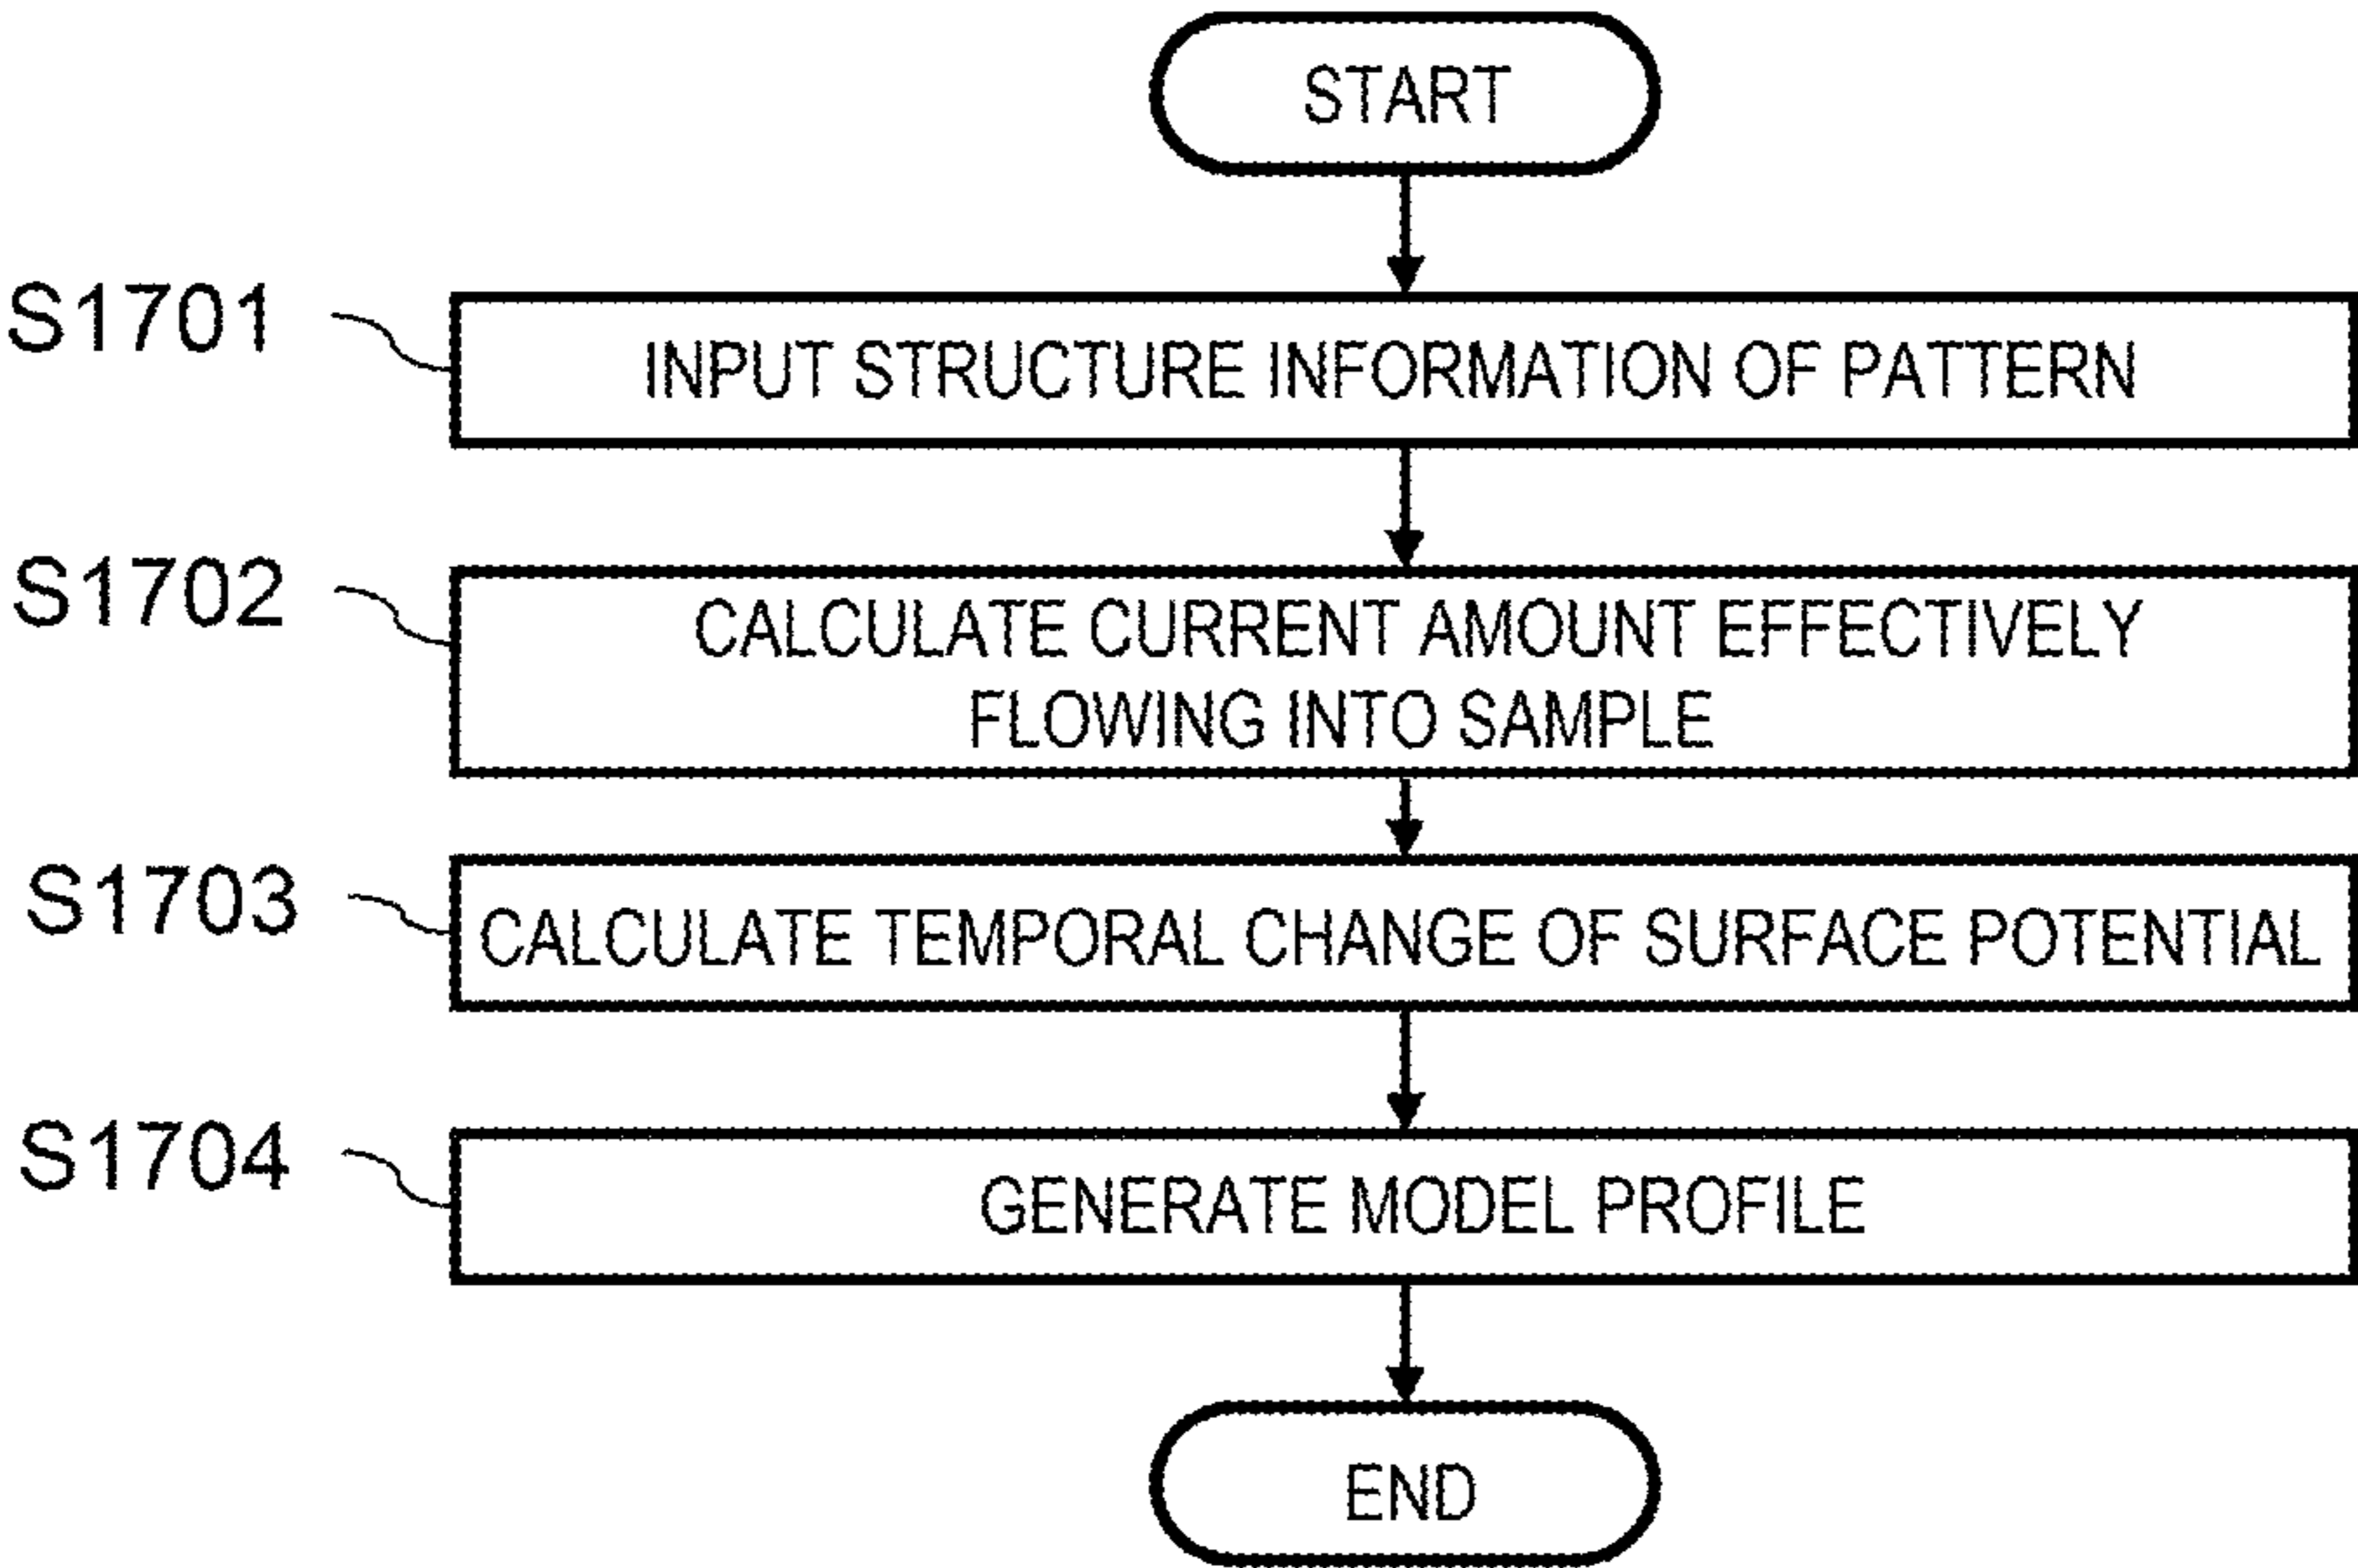 START
S1701
INPUT STRUCTURE INFORMATION OF PATTERN
S1702
CALCULATE CURRENT AMOUNT EFFECTIVELY
FLOWING INTO SAMPLE
S1703
CALCULATE TEMPORAL CHANGE OF SURFACE POTENTIAL
S1704
GENERATE MODEL PROFILE
END